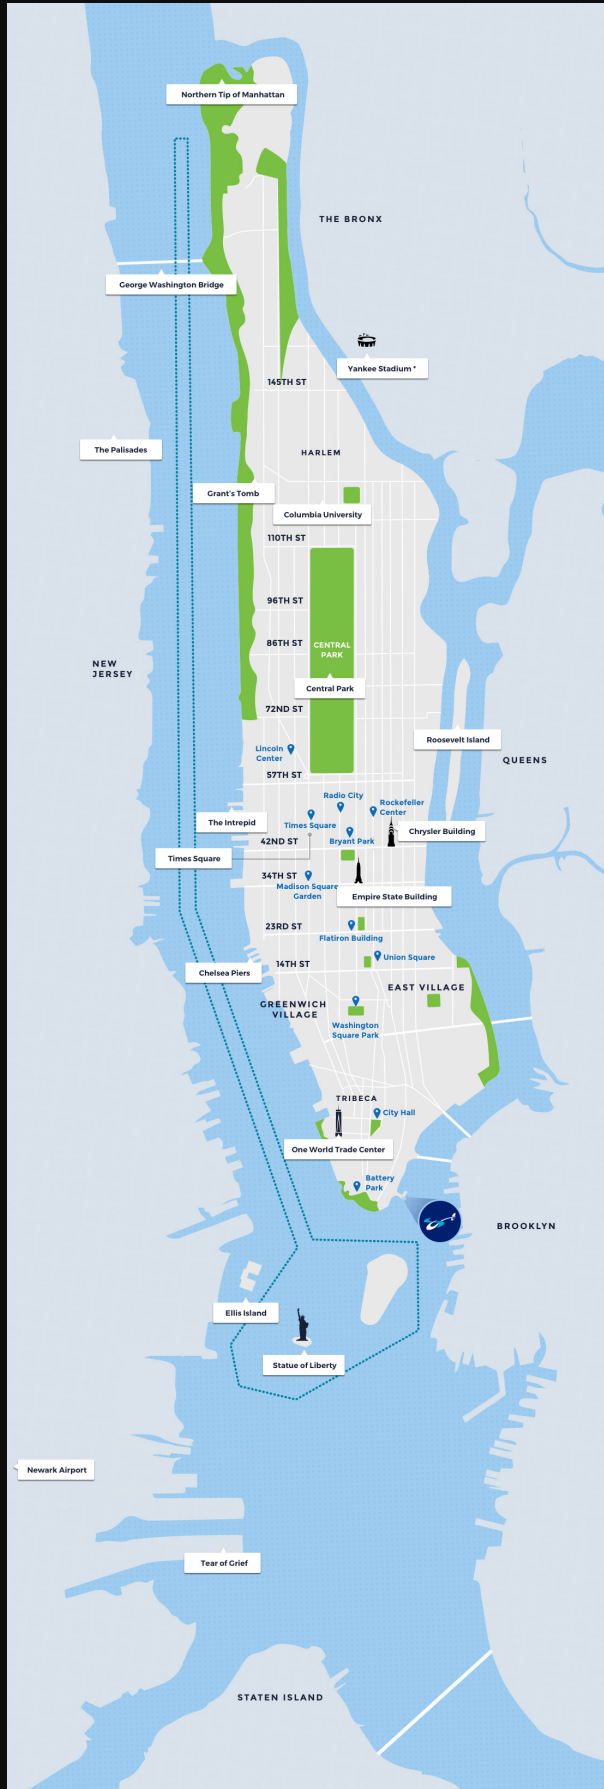 Northern Tip of Manhattan
THE BRONX
George Washington Bridge
Yankee Stadium *
145TH ST
The Palisades
HARLEM
Grant's Tomb
Columbia University
110TH ST
96TH ST
86TH ST
CENTRAL
PARK
NEW
JERSEY
Central Park
72ND ST
Roosevelt Island
Lincoln
Center
QUEENS
57TH ST
Radio City
Rockefeller
Center
The Intrepid
Times Square
Chrysler Building
42ND ST
Bryant Park
Times Square
34TH ST
Madison Square
Garden
Empire State Building
23RD ST
Flatiron Building
14TH ST
Union Square
Chelsea Piers
EAST VILLAGE
GREENWICH
VILLAGE
Washington
Square Park
TRIBECA
City Hall
One World Trade Center
Battery
Park
BROOKLYN
Ellis Island
Statue of Liberty
Newark Airport
Tear of Grief
STATEN ISLAND